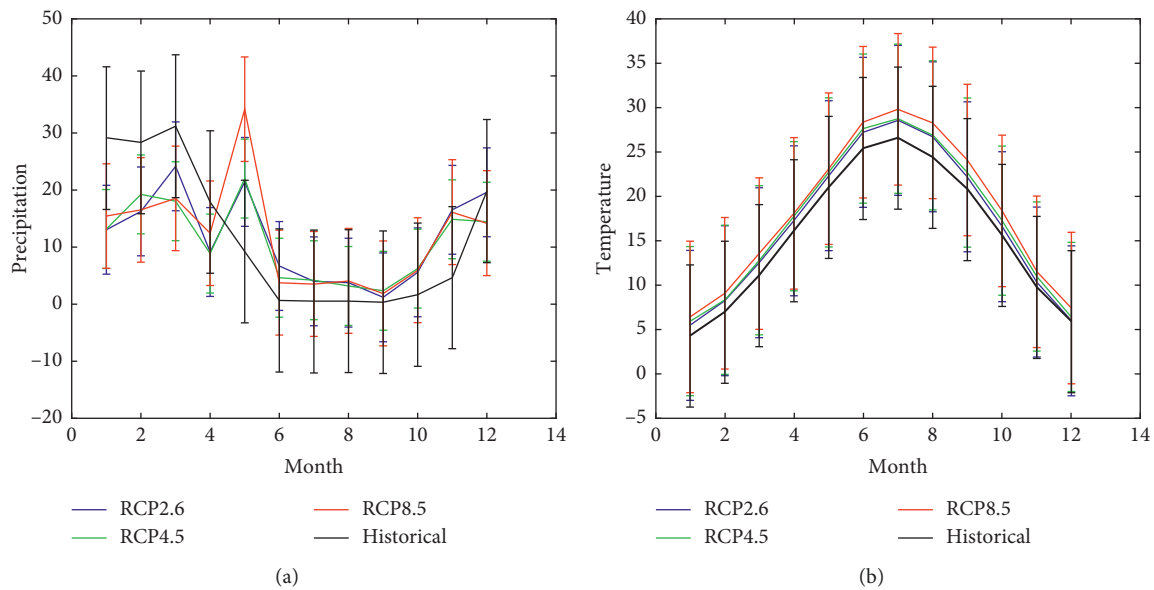 50
40
30
20
10
0
−10
−20
Precipitation
0 2 4 6 8 10 12 14
Month
RCP2.6
RCP4.5
RCP8.5
Historical
(a)
40
35
30
25
20
15
10
5
0
−5
Temperature
0 2 4 6 8 10 12 14
Month
RCP2.6
RCP4.5
RCP8.5
Historical
(b)